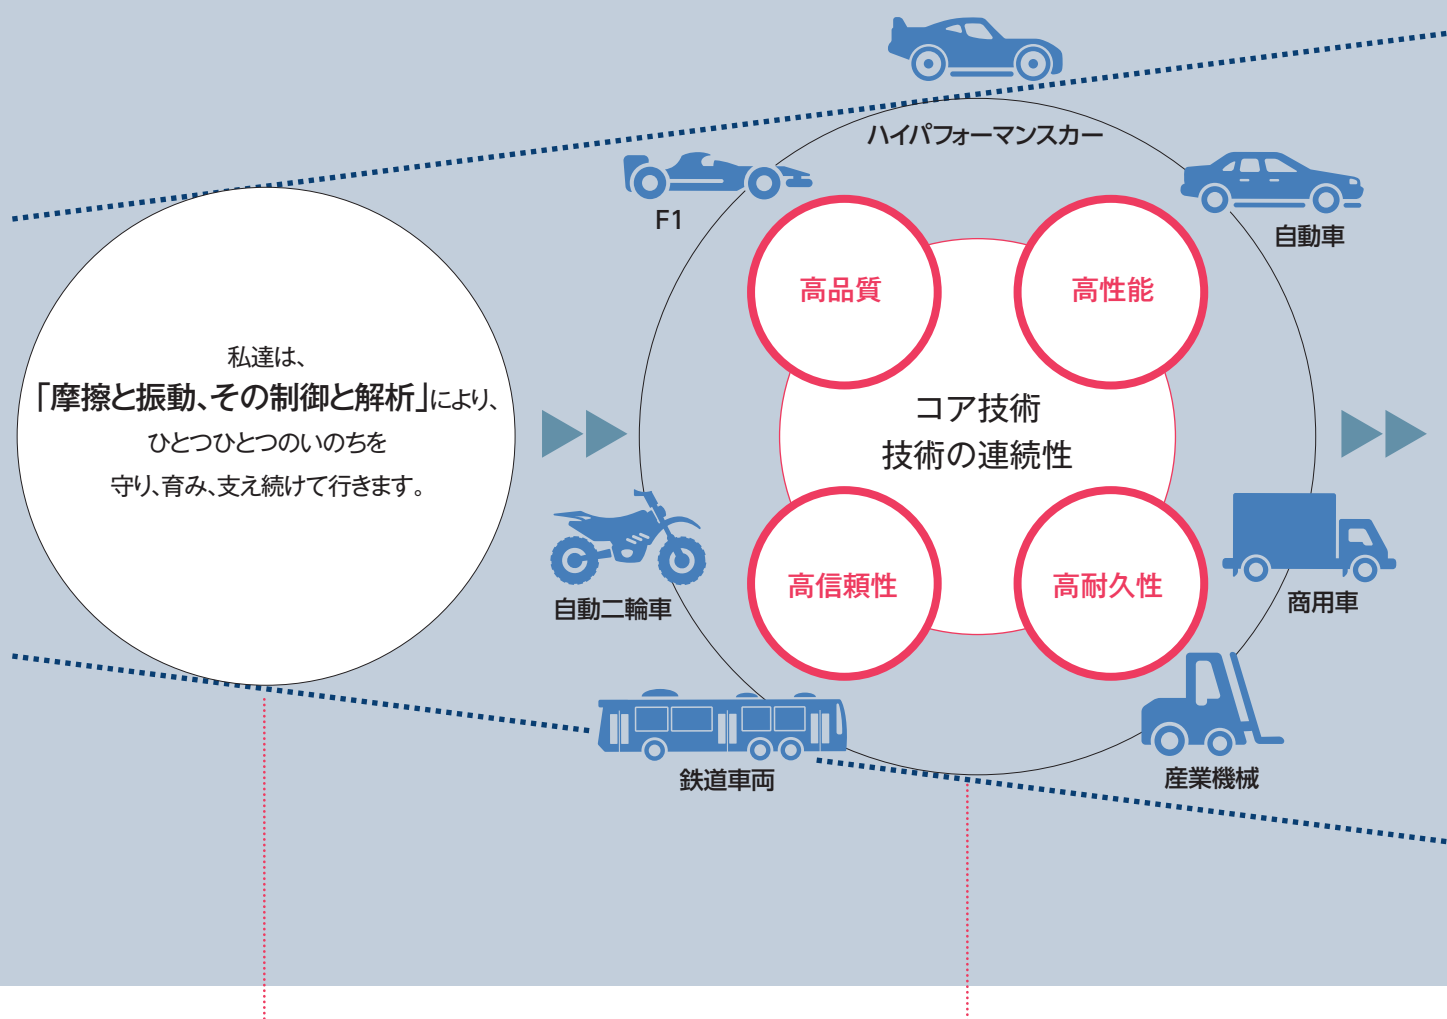 私達は、
「摩擦と振動、その制御と解析」により、
ひとつひとつのいのちを
守り、育み、支え続けて行きます。
ハイパフォーマンスカー
F1
自動車
高品質
高性能
コア技術
技術の連続性
高信頼性
高耐久性
自動二輪車
商用車
鉄道車両
産業機械